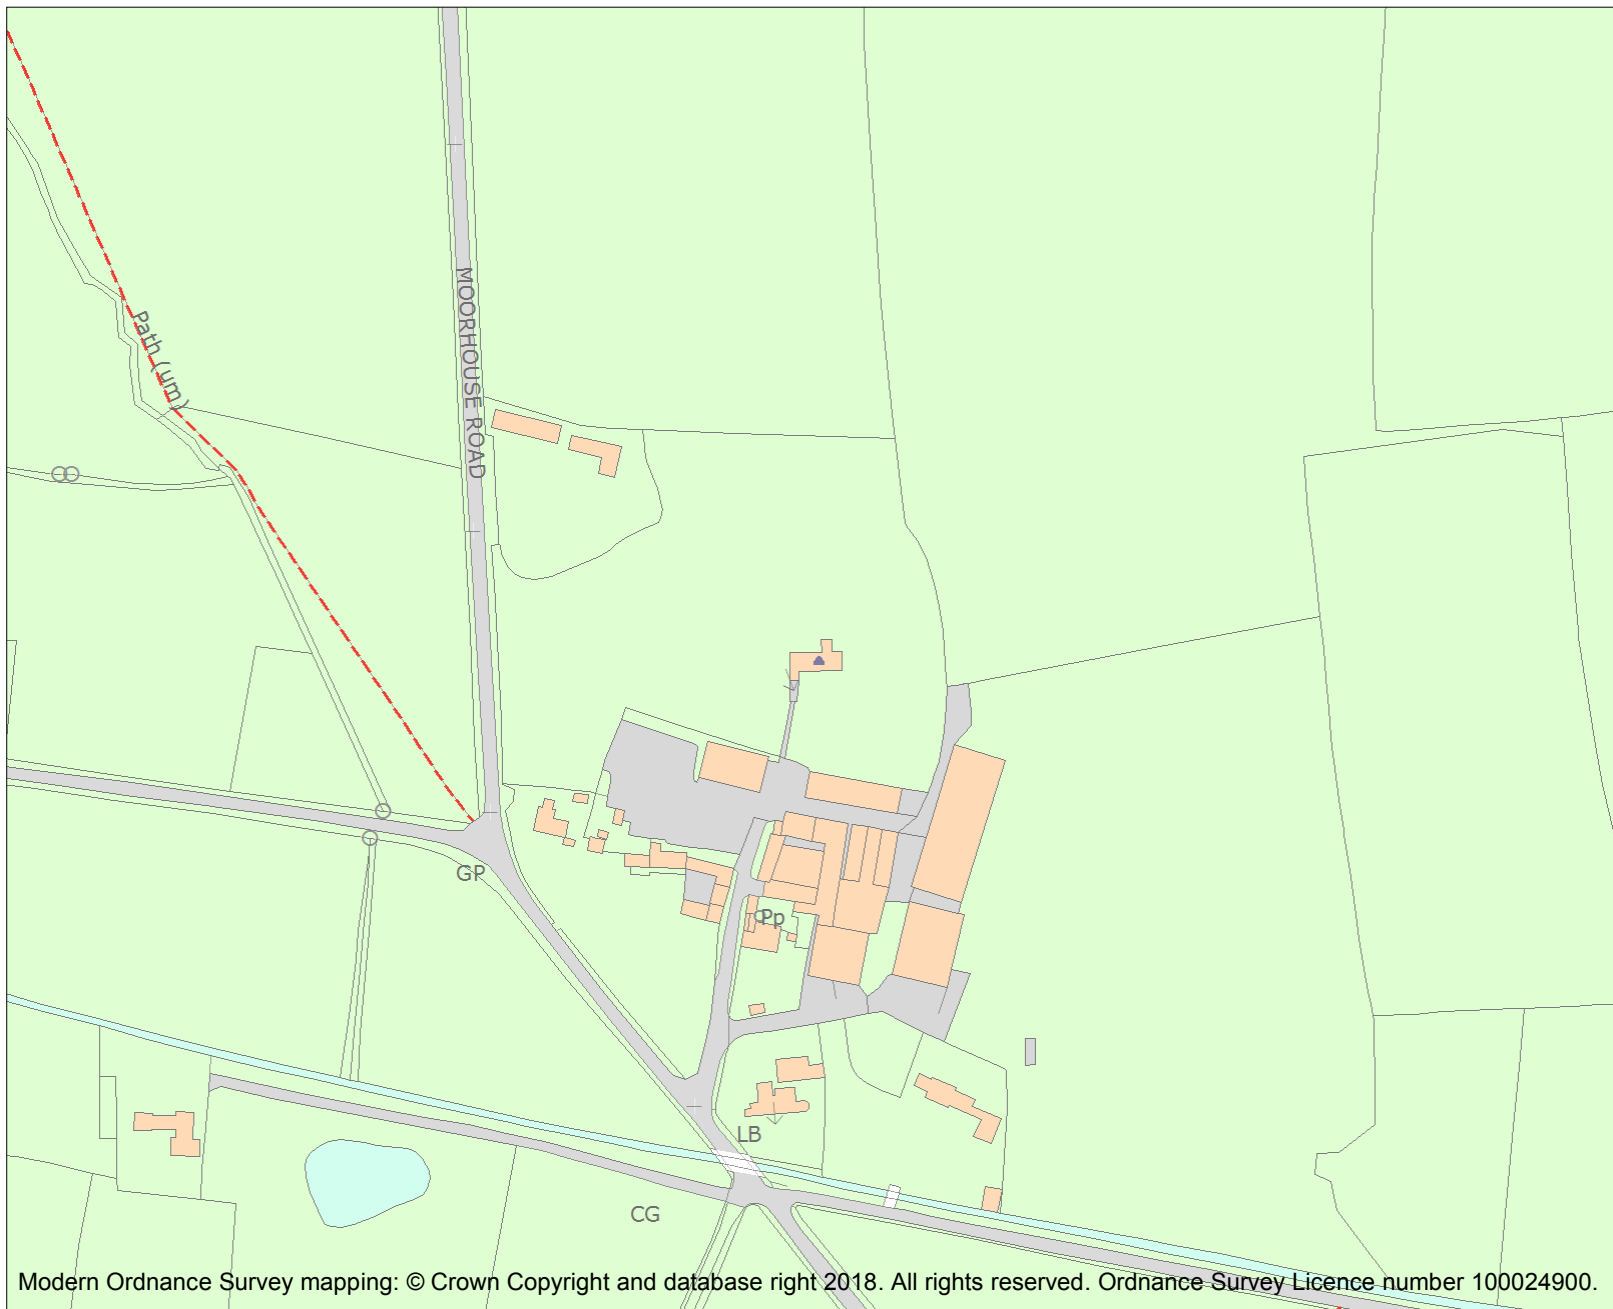 MOORHOUSE ROAD
Path (um)
GP
Pp
LB
CG
Modern Ordnance Survey mapping: © Crown Copyright and database right 2018. All rights reserved. Ordnance Survey Licence number 100024900.